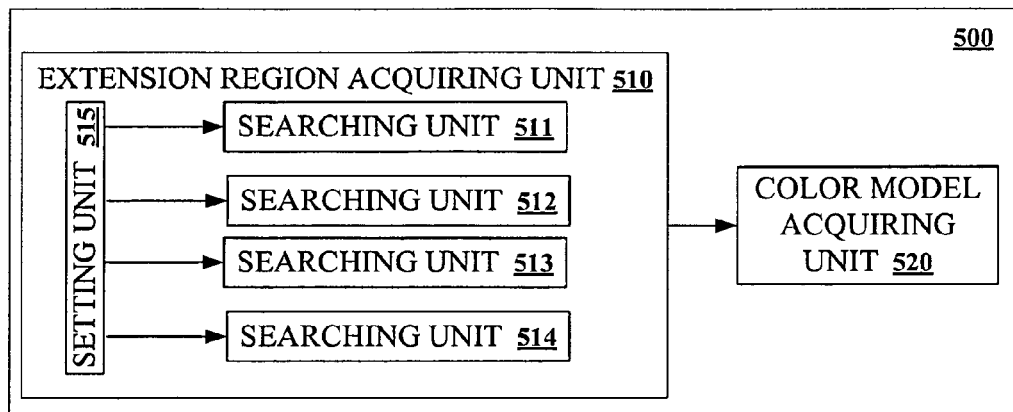 500
EXTENSION REGION ACQUIRING UNIT 510
SETTING UNIT 515
SEARCHING UNIT 511
SEARCHING UNIT 512
SEARCHING UNIT 513
SEARCHING UNIT 514
COLOR MODEL
ACQUIRING
UNIT 520